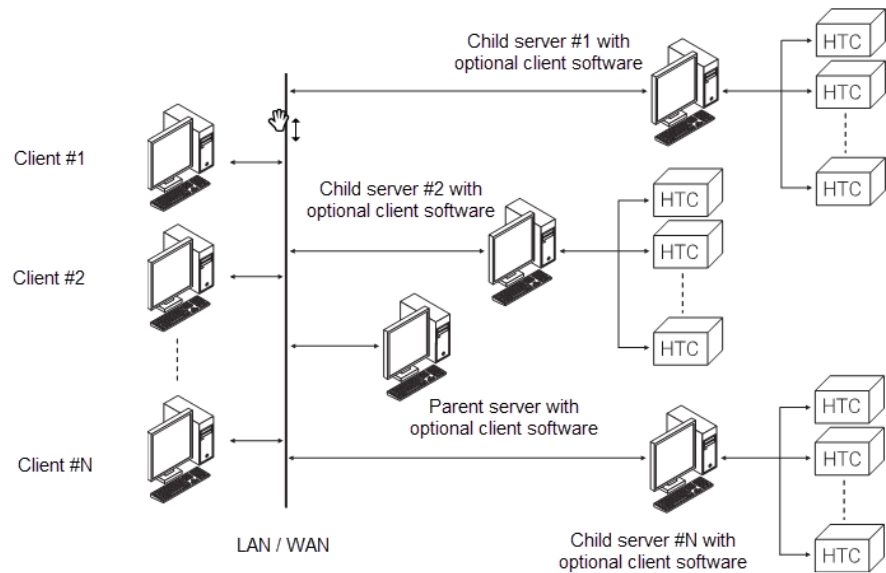 Child server #1 with
optional client software
HTC
HTC
HTC
Client #1
Child server #2 with
optional client software
HTC
HTC
HTC
Client #2
Parent server with
optional client software
HTC
HTC
HTC
Client #N
Child server #N with
optional client software
LAN / WAN